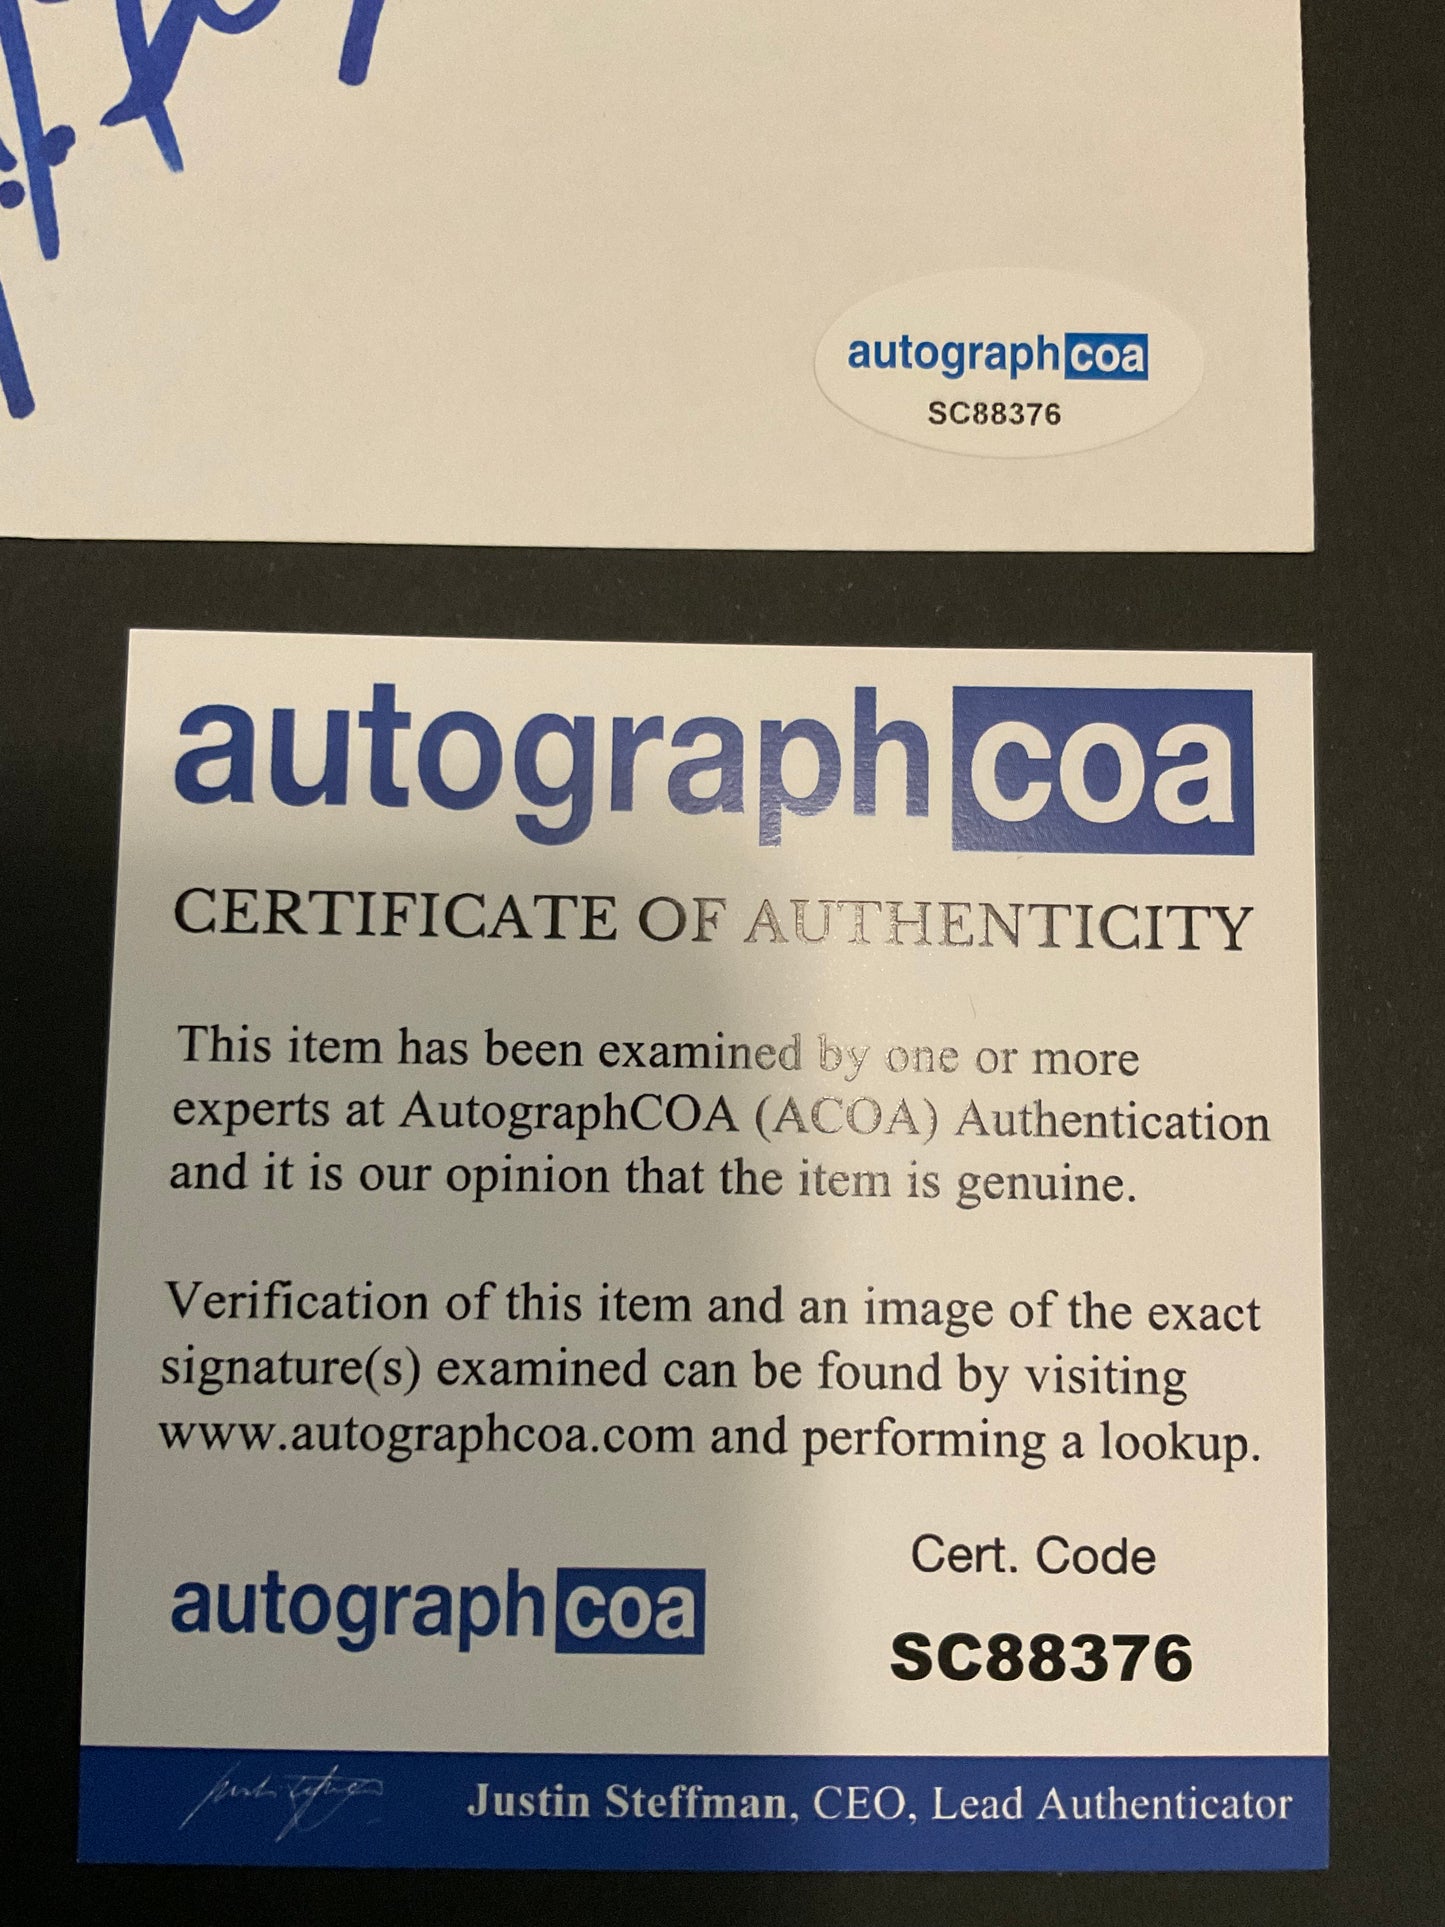 autographcoa
SC88376
autographcoa
CERTIFICATE OF AUTHENTICITY
This item has been examined by one or more
experts at AutographCOA (ACOA) Authentication
and it is our opinion that the item is genuine.
Verification of this item and an image of the exact
signature(s) examined can be found by visiting
www.autographcoa.com and performing a lookup.
Cert. Code
autographcoa
SC88376
Justin Steffman, CEO, Lead Authenticator